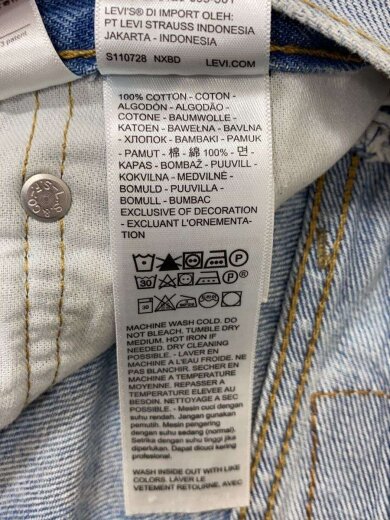 LEVI'S® DI IMPORT OLEH:
PT LEVI STRAUSS INDONESIA
JAKARTA - INDONESIA
S110728 NXBD LEVI.COM
patent.
100% COTTON - COTON -
ALGODÓN - ALGODÃO -
COTONE - BAUMWOLLE -
KATOEN - BAWEŁNA - BAVLNA
- ХЛОПОК - BAMBAKI - PAMUK
- PAMUT - 棉 - 綿 100% - 면 -
KAPAS - BOMBAŽ - PUUVILL -
KOKVILNA - MEDVILNĖ -
BOMULD - PUUVILLA -
BOMULL - BUMBAC
EXCLUSIVE OF DECORATION
- EXCLUANT L'ORNEMENTA-
TION
P
30 P
30
MACHINE WASH COLD. DO
NOT BLEACH. TUMBLE DRY
MEDIUM. HOT IRON IF
NEEDED. DRY CLEANING
POSSIBLE. - LAVER EN
MACHINE A L'EAU FROIDE. NE
PAS BLANCHIR. SECHER EN
MACHINE A TEMPERATURE
MOYENNE. REPASSER A
TEMPERATURE ELEVEE AU
BESOIN. NETTOYAGE A SEC
POSSIBLE. - Mesin cuci dengan
suhu rendah. Jangan gunakan
pemutih. Mesin pengering
dengan suhu sedang (normal).
Setrika dengan suhu tinggi jika
diperlukan. Dapat dicuci kering
profesional.
WASH INSIDE OUT WITH LIKE
COLORS. LAVER LE
VETEMENT RETOURNE, AVEC